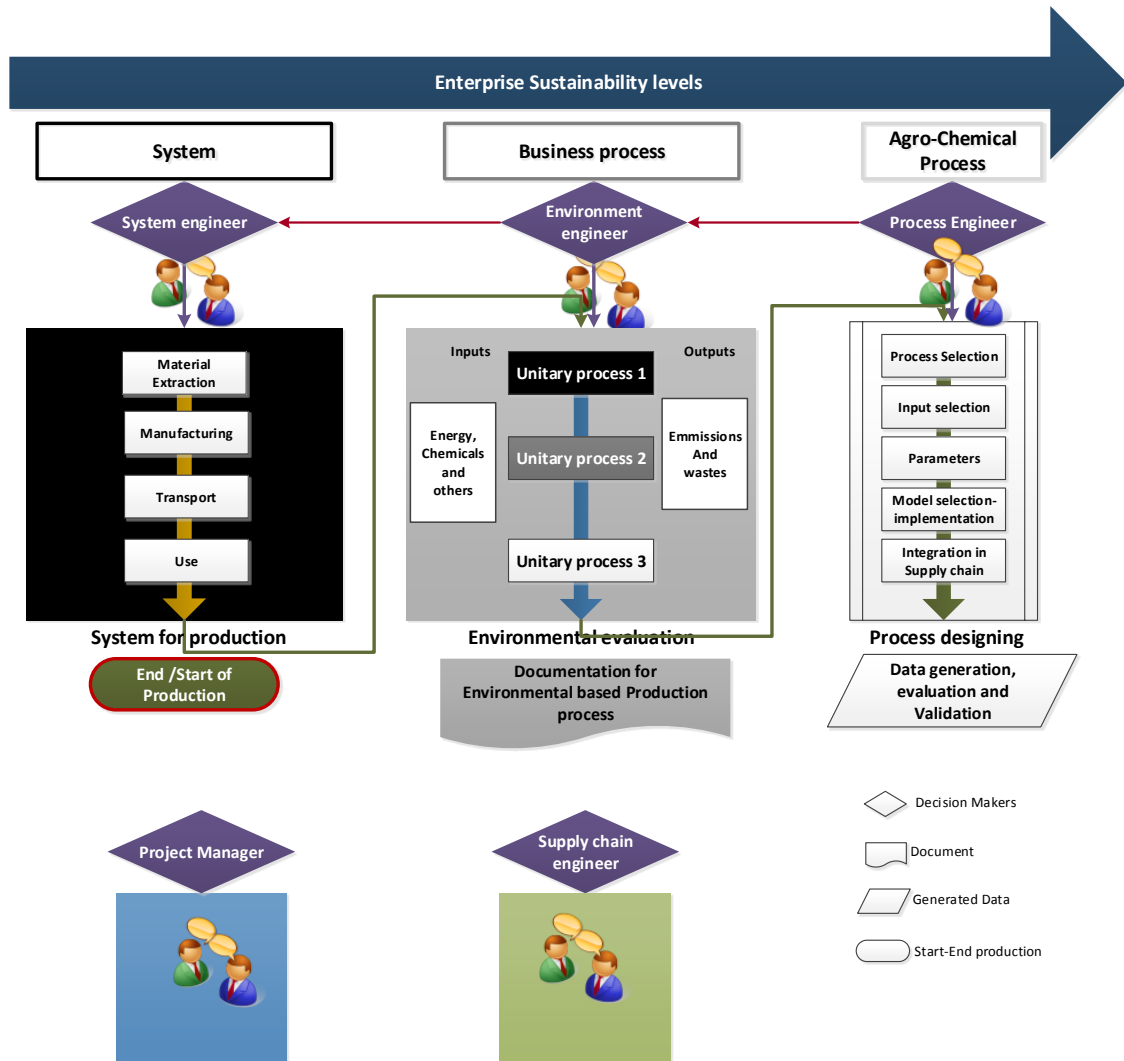 Enterprise Sustainability levels
System
Business process
Agro-Chemical
Process
System engineer
Environment
engineer
Process Engineer
Material
Extraction
Manufacturing
Transport
Use
Inputs
Outputs
Unitary process 1
Energy,
Chemicals
and
others
Emmissions
And
wastes
Unitary process 2
Unitary process 3
Process Selection
Input selection
Parameters
Model selection-
implementation
Integration in
Supply chain
System for production
Environmental evaluation
Process designing
End /Start of
Production
Documentation for
Environmental based Production
process
Data generation,
evaluation and
Validation
Project Manager
Supply chain
engineer
Decision Makers
Document
Generated Data
Start-End production